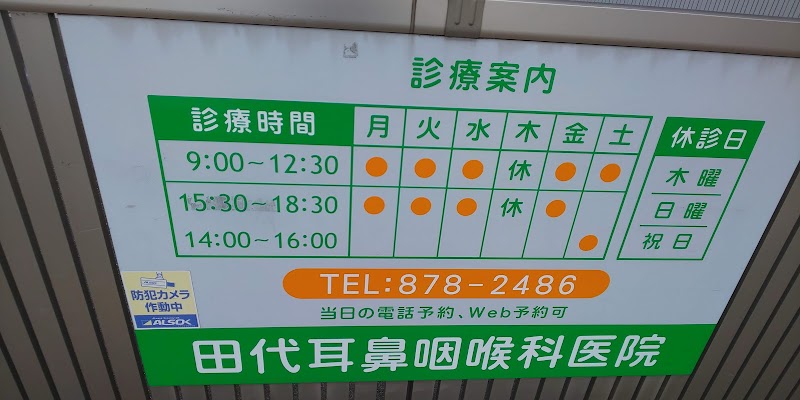 診療案内
診療時間 月 火 水 木 金 土
9:00～12:30 ● ● ● 休 ● ●
15:30～18:30 ● ● ● 休 ●
14:00～16:00 ●
休診日
木曜
日曜
祝日
TEL:878-2486
当日の電話予約、Web予約可
防犯カメラ
作動中
ALSOK
田代耳鼻咽喉科医院